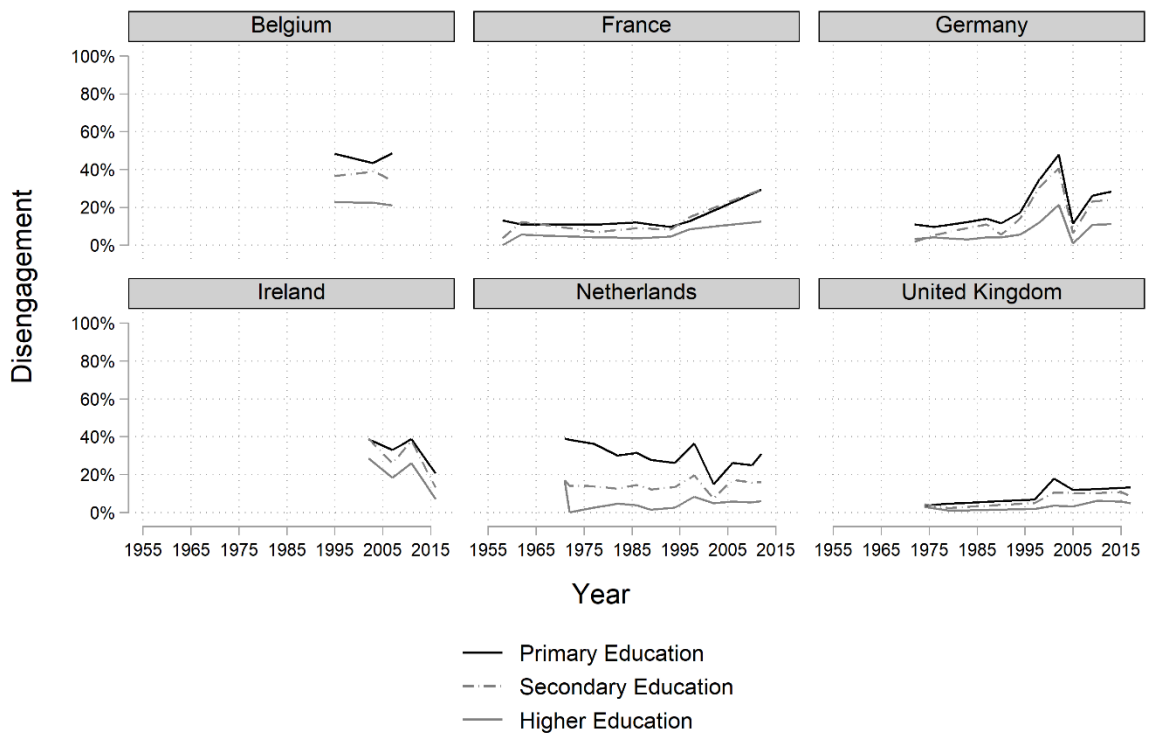 Belgium France Germany
100%
80%
60%
40%
20%
0%
Ireland Netherlands United Kingdom
100%
80%
60%
40%
20%
0%
Disengagement
1955 1965 1975 1985 1995 2005 2015 1955 1965 1975 1985 1995 2005 2015 1955 1965 1975 1985 1995 2005 2015
Year
Primary Education
Secondary Education
Higher Education